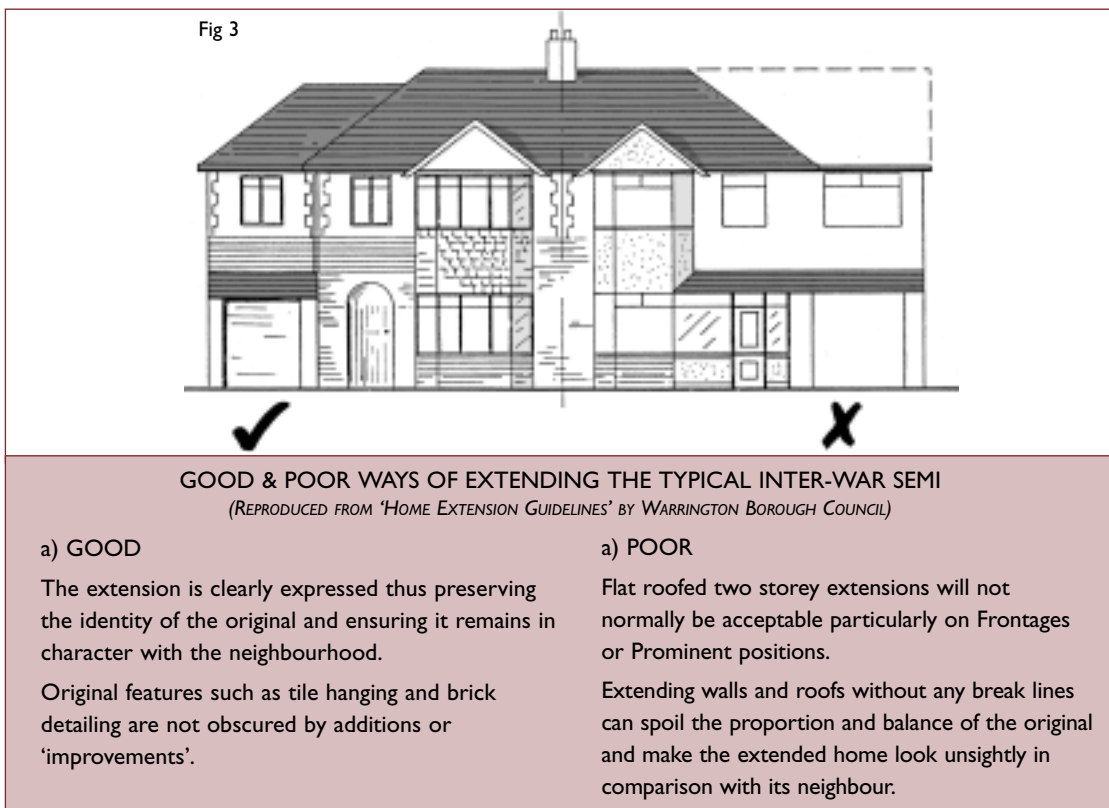 Fig 3
GOOD & POOR WAYS OF EXTENDING THE TYPICAL INTER-WAR SEMI
(REPRODUCED FROM ‘HOME EXTENSION GUIDELINES’ BY WARRINGTON BOROUGH COUNCIL)
a) GOOD
The extension is clearly expressed thus preserving
the identity of the original and ensuring it remains in
character with the neighbourhood.
Original features such as tile hanging and brick
detailing are not obscured by additions or
‘improvements’.
a) POOR
Flat roofed two storey extensions will not
normally be acceptable particularly on Frontages
or Prominent positions.
Extending walls and roofs without any break lines
can spoil the proportion and balance of the original
and make the extended home look unsightly in
comparison with its neighbour.